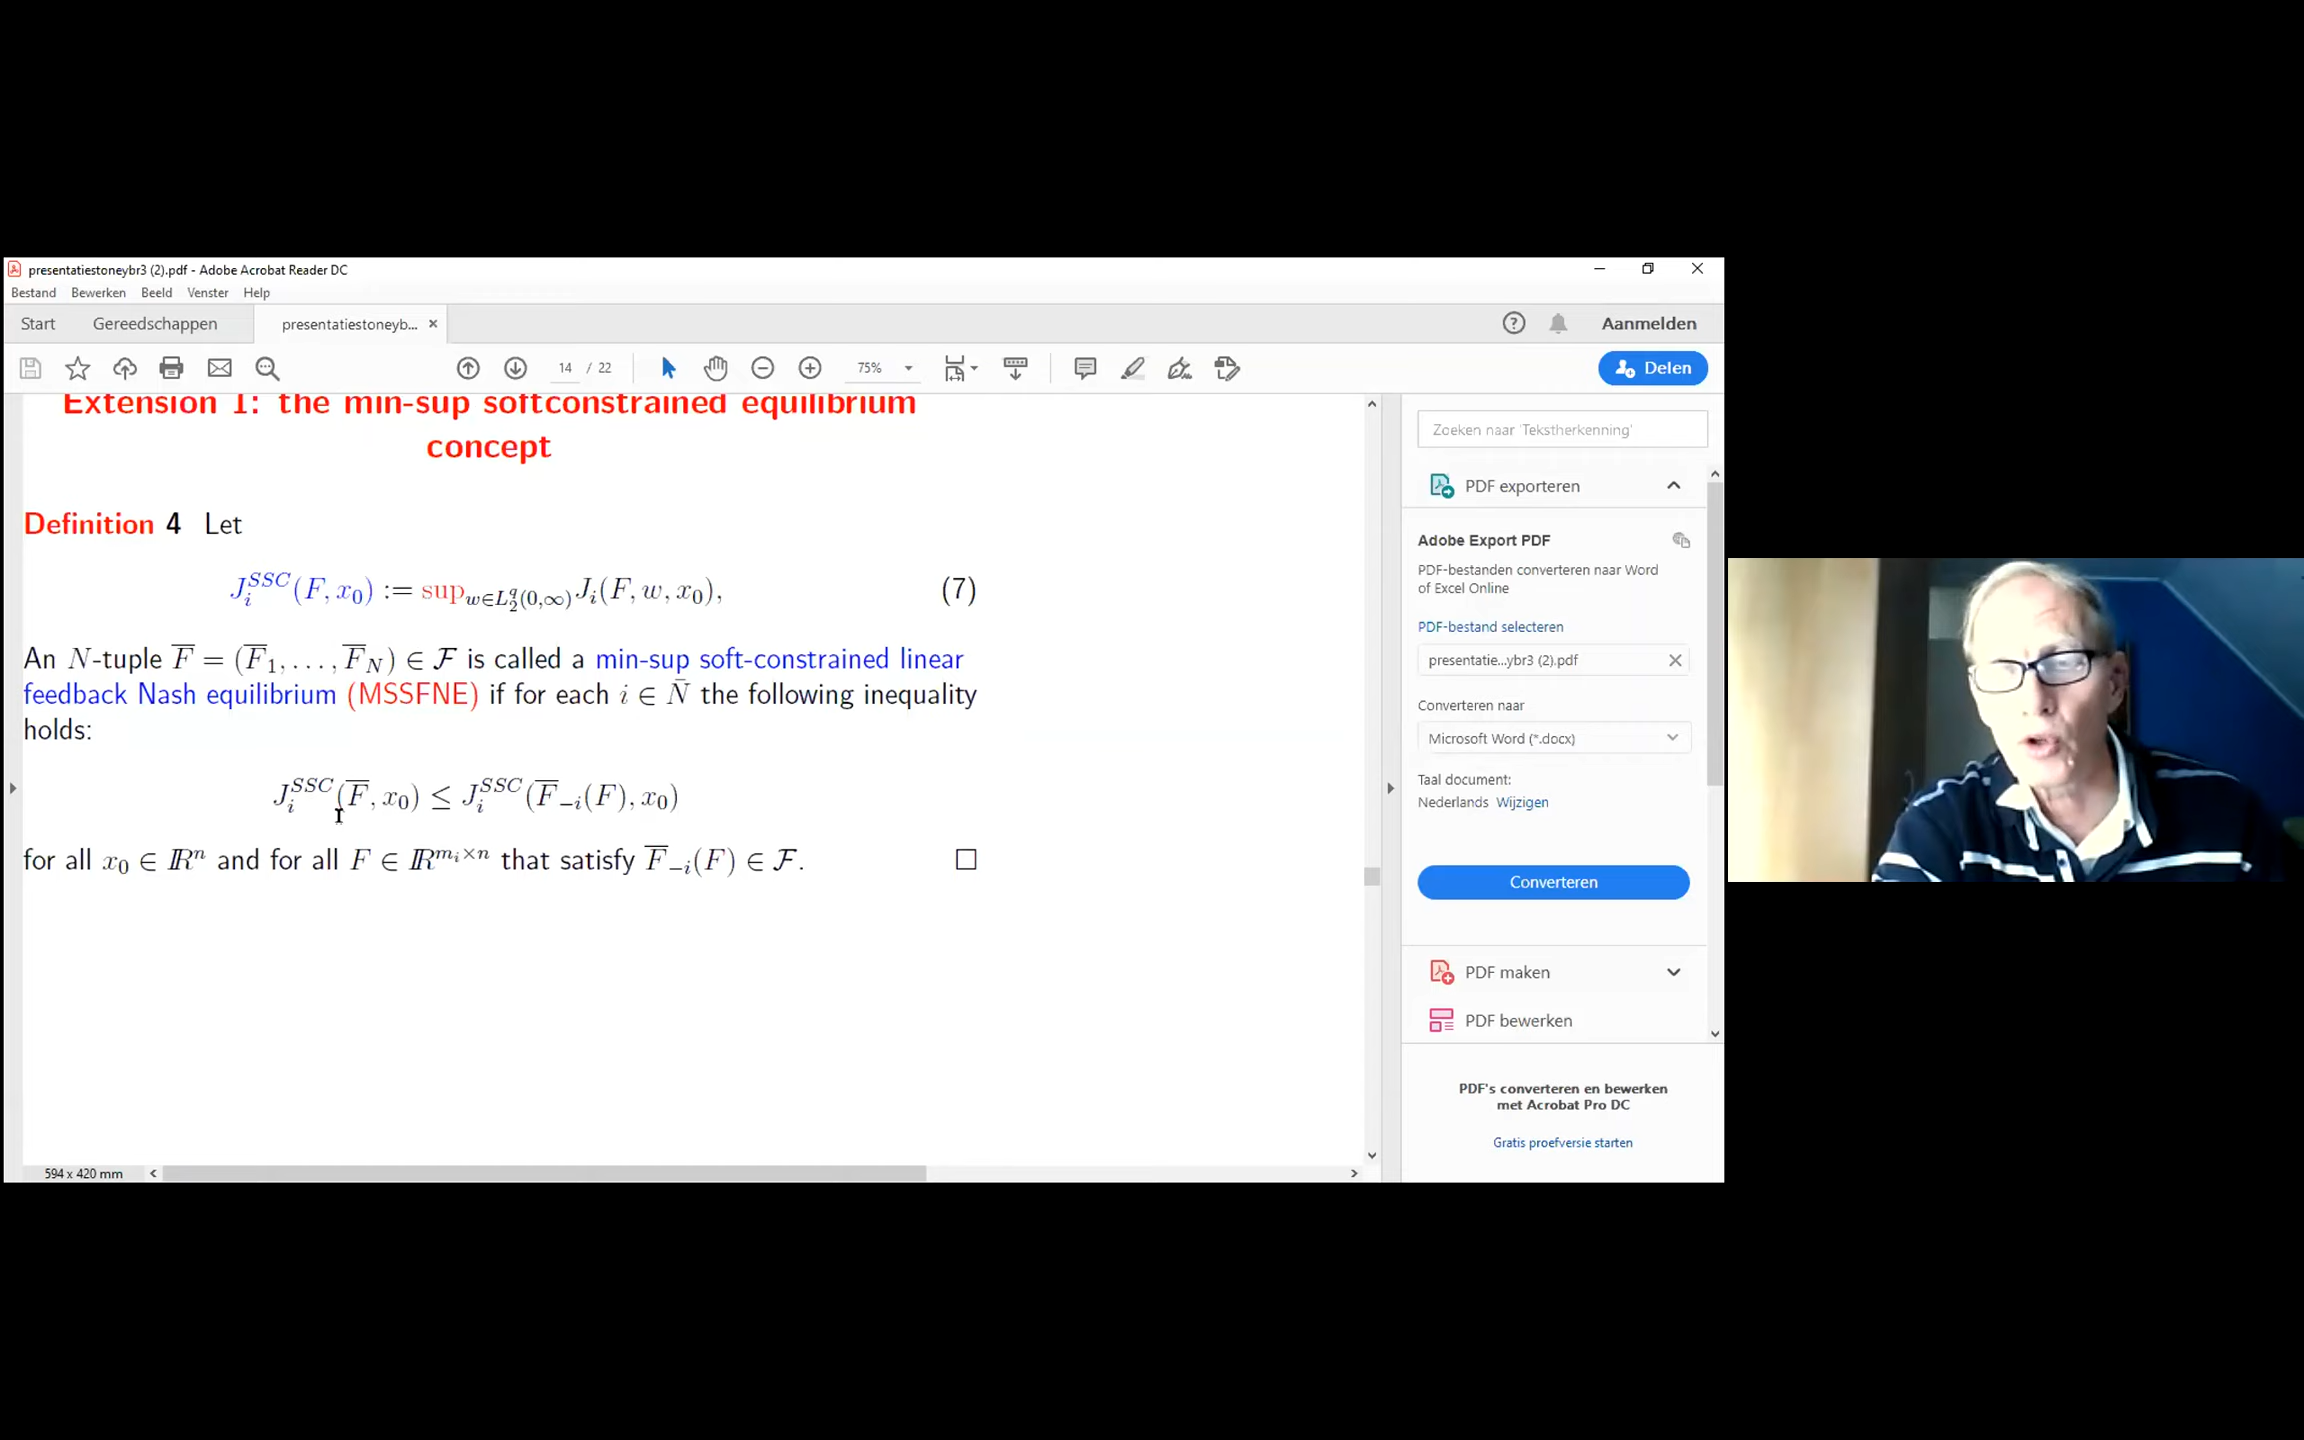 presentatiestoneybr3 (2).pdf - Adobe Acrobat Reader DC
Bestand Bewerken Beeld Venster Help
Start Gereedschappen presentatiestoneyb... × Aanmelden
14 / 22 75% Delen
Extension 1: the min-sup softconstrained equilibrium
concept
Definition 4 Let
J_i^{SSC}(F, x_0) := sup_{w∈L_2^q(0,∞)} J_i(F, w, x_0), (7)
An N-tuple F̅ = (F̅_1, . . . , F̅_N) ∈ ℱ is called a min-sup soft-constrained linear
feedback Nash equilibrium (MSSFNE) if for each i ∈ N̄ the following inequality
holds:
J_i^{SSC}(F̅, x_0) ≤ J_i^{SSC}(F̅_{−i}(F), x_0)
for all x_0 ∈ ℝ^n and for all F ∈ ℝ^{m_i×n} that satisfy F̅_{−i}(F) ∈ ℱ. □
594 x 420 mm
Zoeken naar 'Tekstherkenning'
PDF exporteren
Adobe Export PDF
PDF-bestanden converteren naar Word
of Excel Online
PDF-bestand selecteren
presentatie...ybr3 (2).pdf
Converteren naar
Microsoft Word (*.docx)
Taal document:
Nederlands Wijzigen
Converteren
PDF maken
PDF bewerken
PDF's converteren en bewerken
met Acrobat Pro DC
Gratis proefversie starten